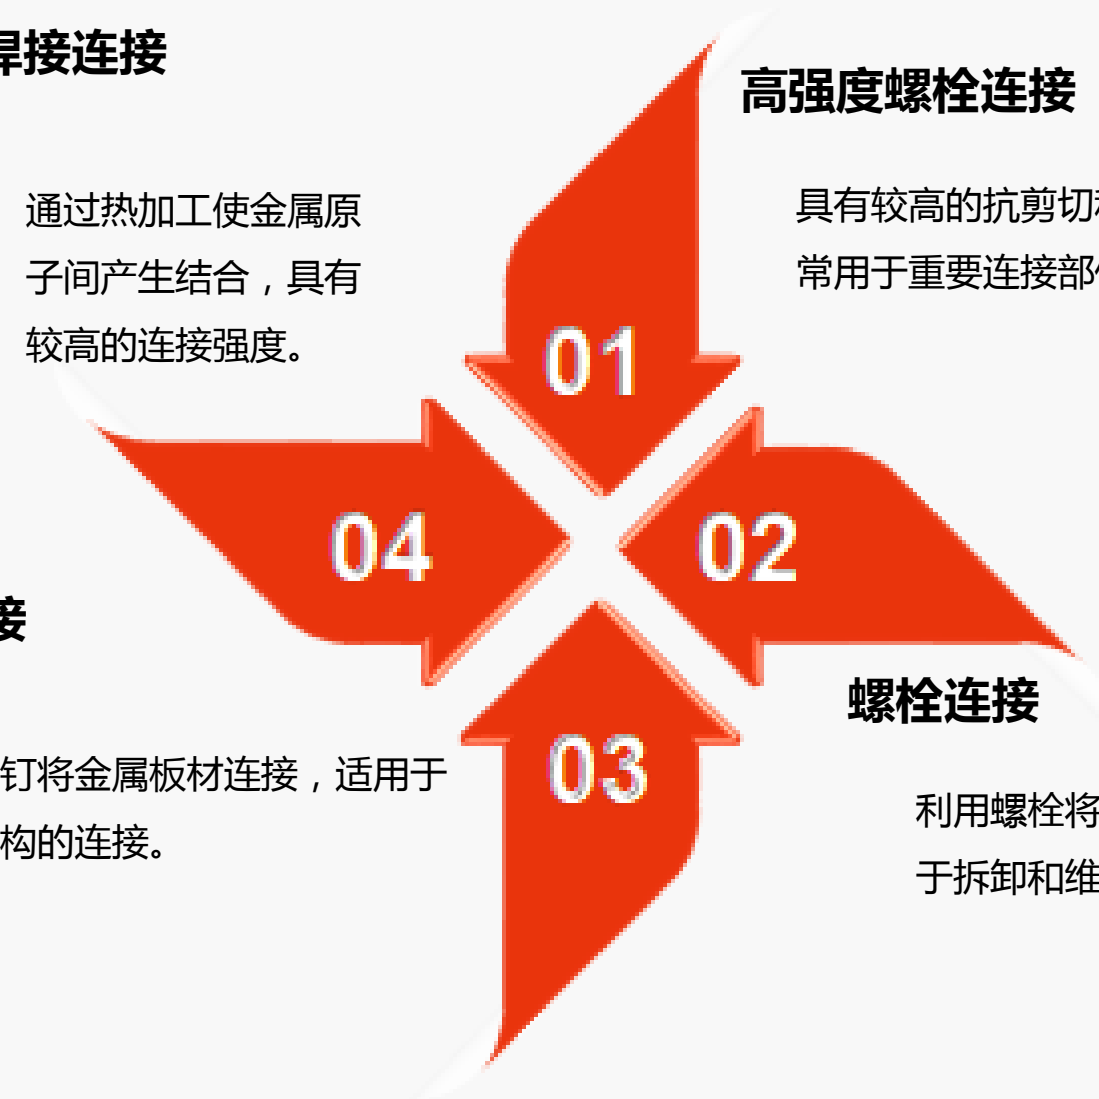 焊接连接
通过热加工使金属原
子间产生结合，具有
较高的连接强度。
高强度螺栓连接
具有较高的抗剪切
常用于重要连接部
01
04
02
03
接
钉将金属板材连接，适用于
构的连接。
螺栓连接
利用螺栓将
于拆卸和维